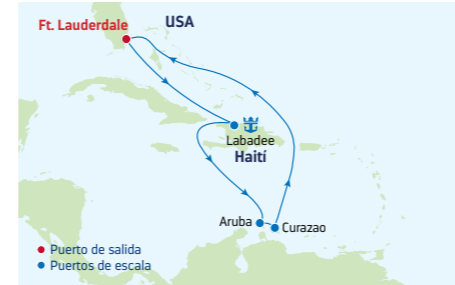 Ft. Lauderdale
USA
Labadee
Haití
Aruba
Curazao
Puerto de salida
Puertos de escala